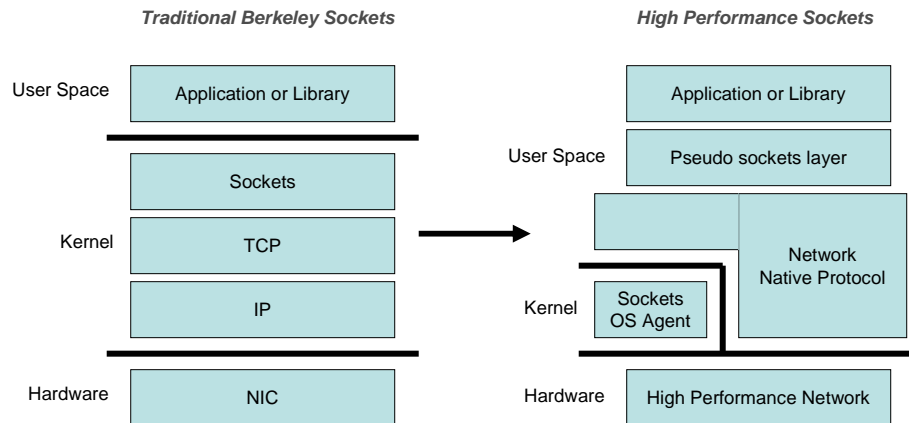 Traditional Berkeley Sockets
User Space
Application or Library
Sockets
Kernel
TCP
IP
Hardware
NIC
High Performance Sockets
Application or Library
User Space
Pseudo sockets layer
Network
Native Protocol
Kernel
Sockets
OS Agent
Hardware
High Performance Network